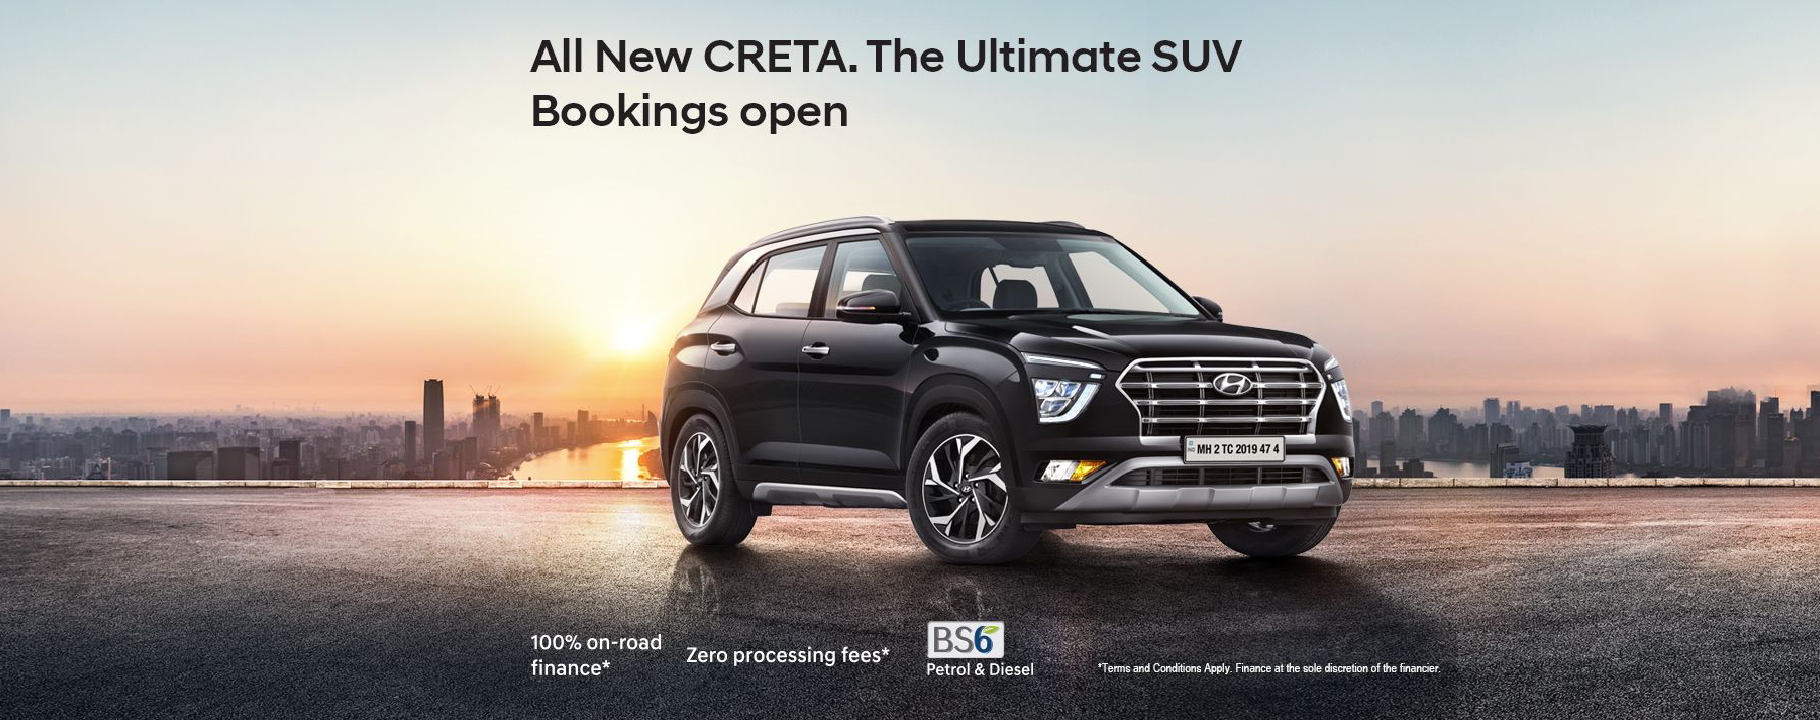 All New CRETA. The Ultimate SUV
Bookings open
MH 2 TC 2019 47 4
100% on-road
finance*
Zero processing fees*
BS6
Petrol & Diesel
*Terms and Conditions Apply. Finance at the sole discretion of the financier.